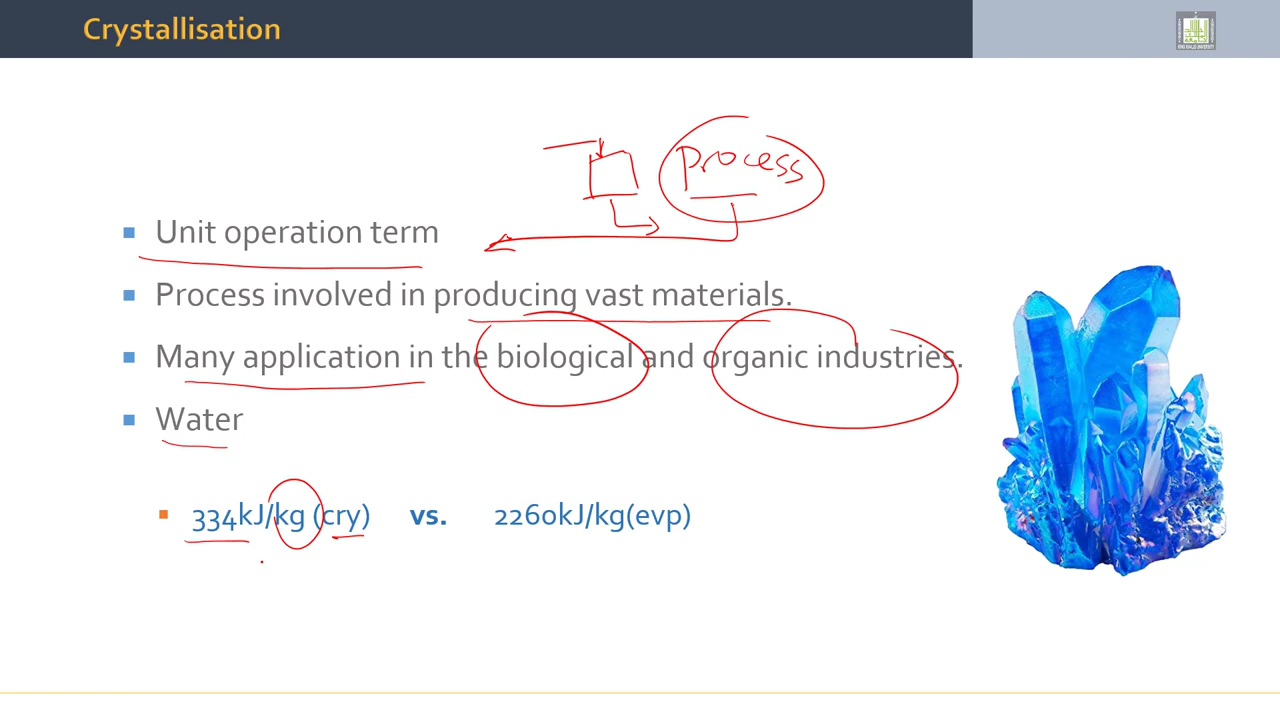 Crystallisation
process
Unit operation term
Process involved in producing vast materials.
Many application in the biological and organic industries.
Water
334kJ/kg (cry) vs. 2260kJ/kg(evp)